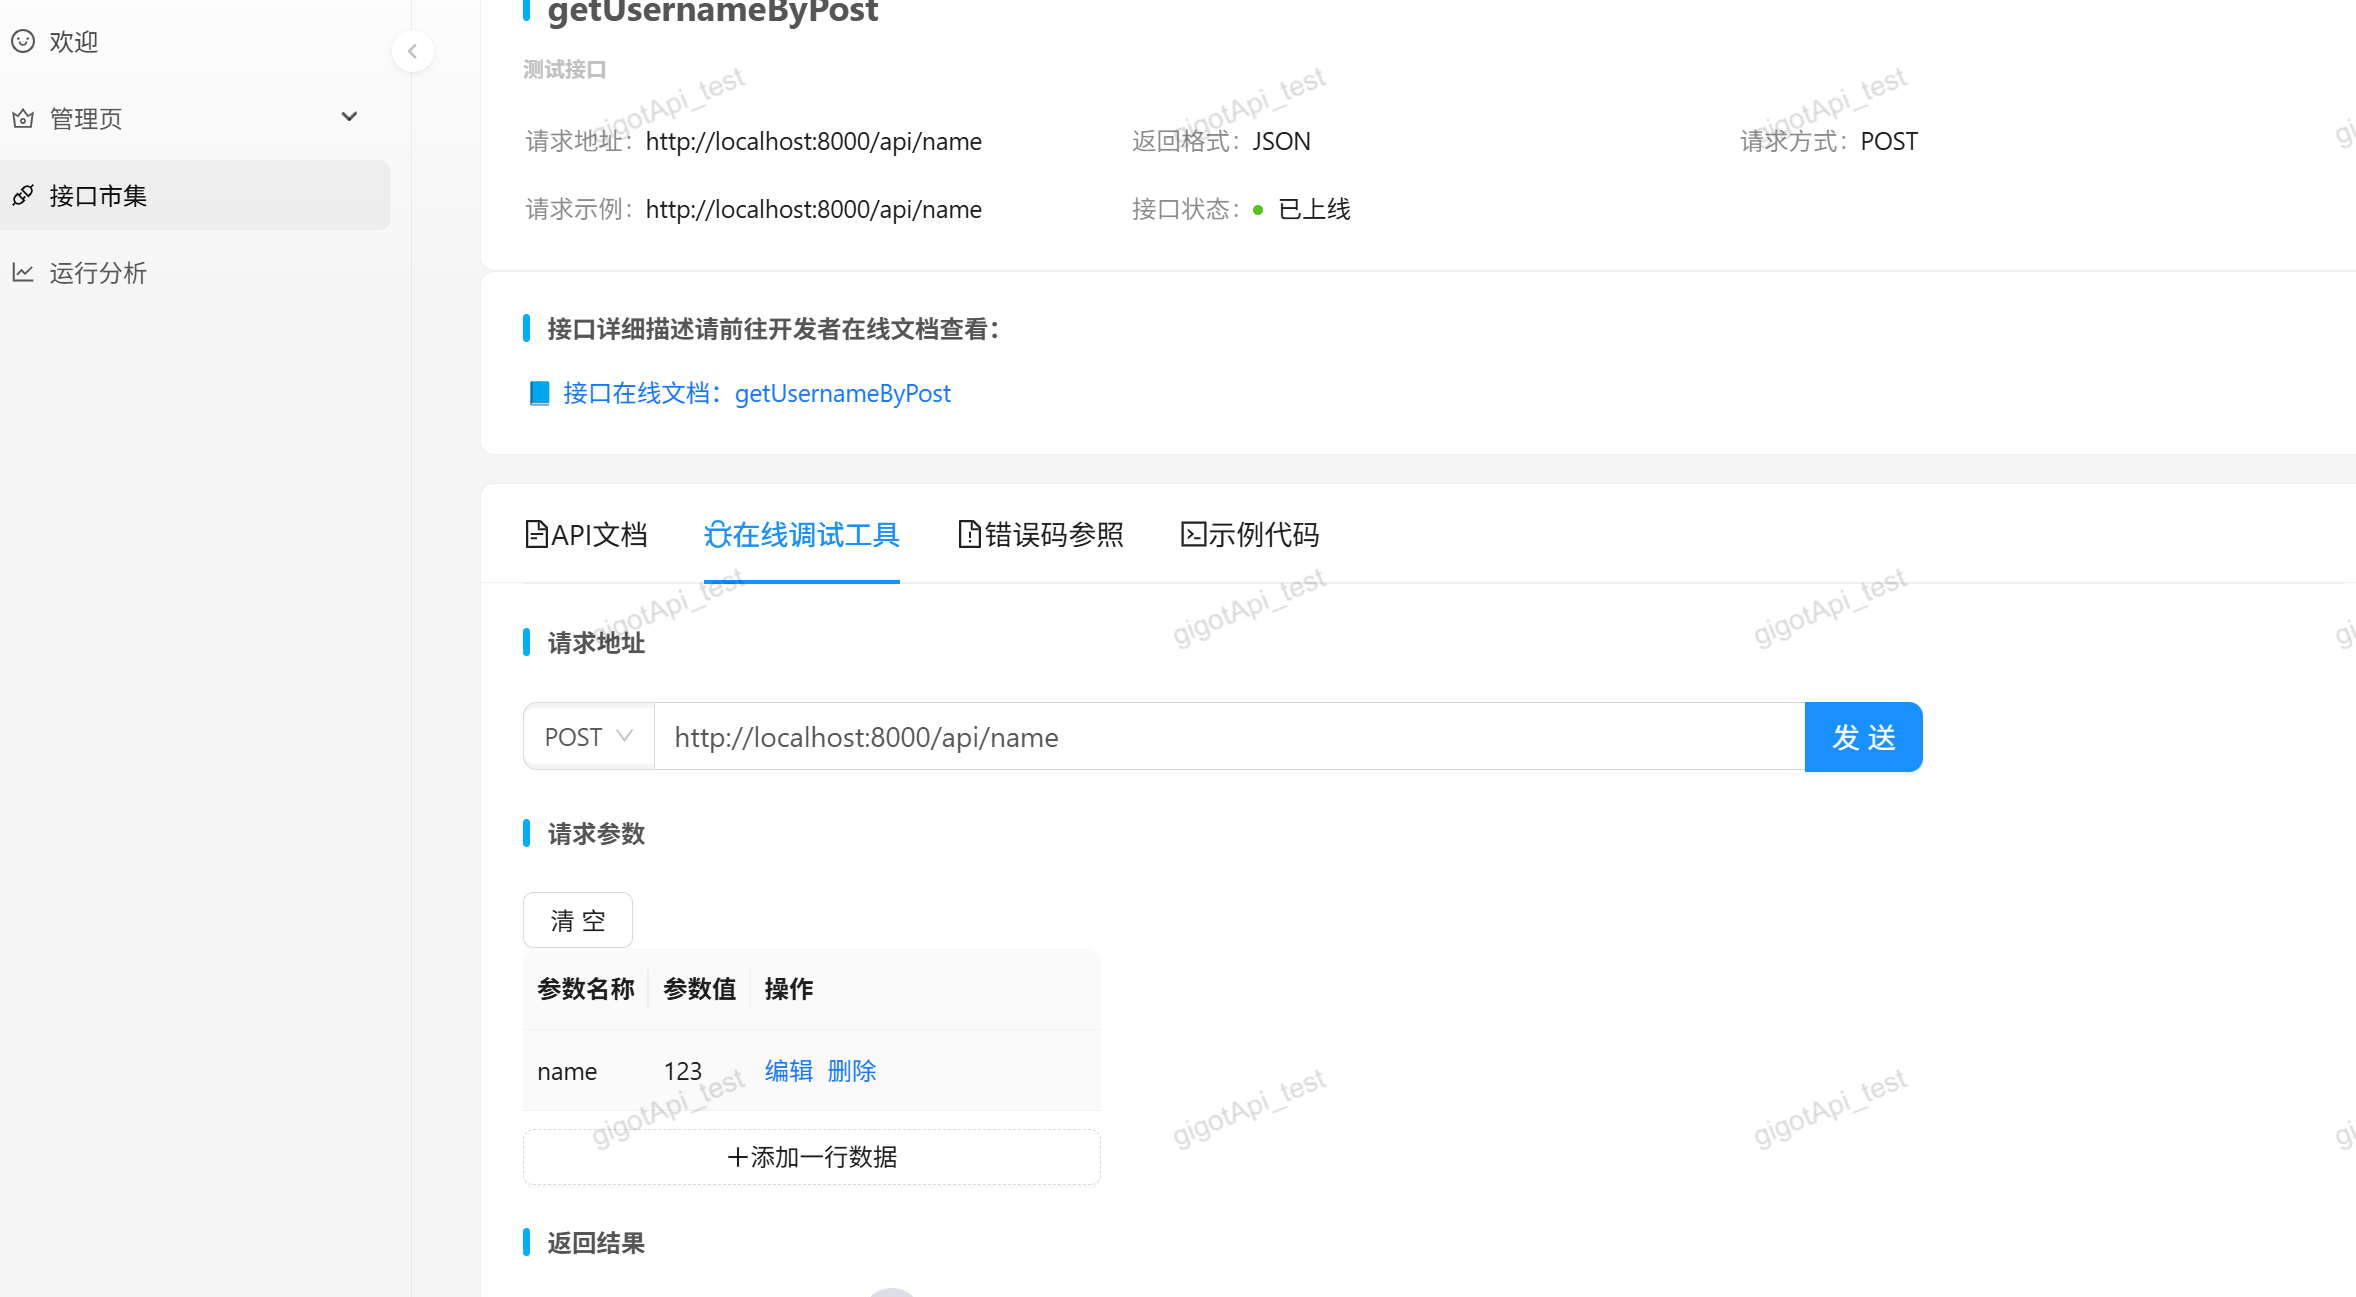 欢迎
管理页
接口市集
运行分析
getUsernameByPost
测试接口
请求地址：http://localhost:8000/api/name 返回格式：JSON 请求方式：POST
请求示例：http://localhost:8000/api/name 接口状态：已上线
接口详细描述请前往开发者在线文档查看：
接口在线文档：getUsernameByPost
API文档 在线调试工具 错误码参照 示例代码
请求地址
POST http://localhost:8000/api/name 发 送
请求参数
清 空
参数名称 参数值 操作
name 123 编辑 删除
添加一行数据
返回结果
gigotApi_test
gigotApi_test
gigotApi_test
gi
gigotApi_test
gigotApi_test
gigotApi_test
gi
gigotApi_test
gigotApi_test
gigotApi_test
gi